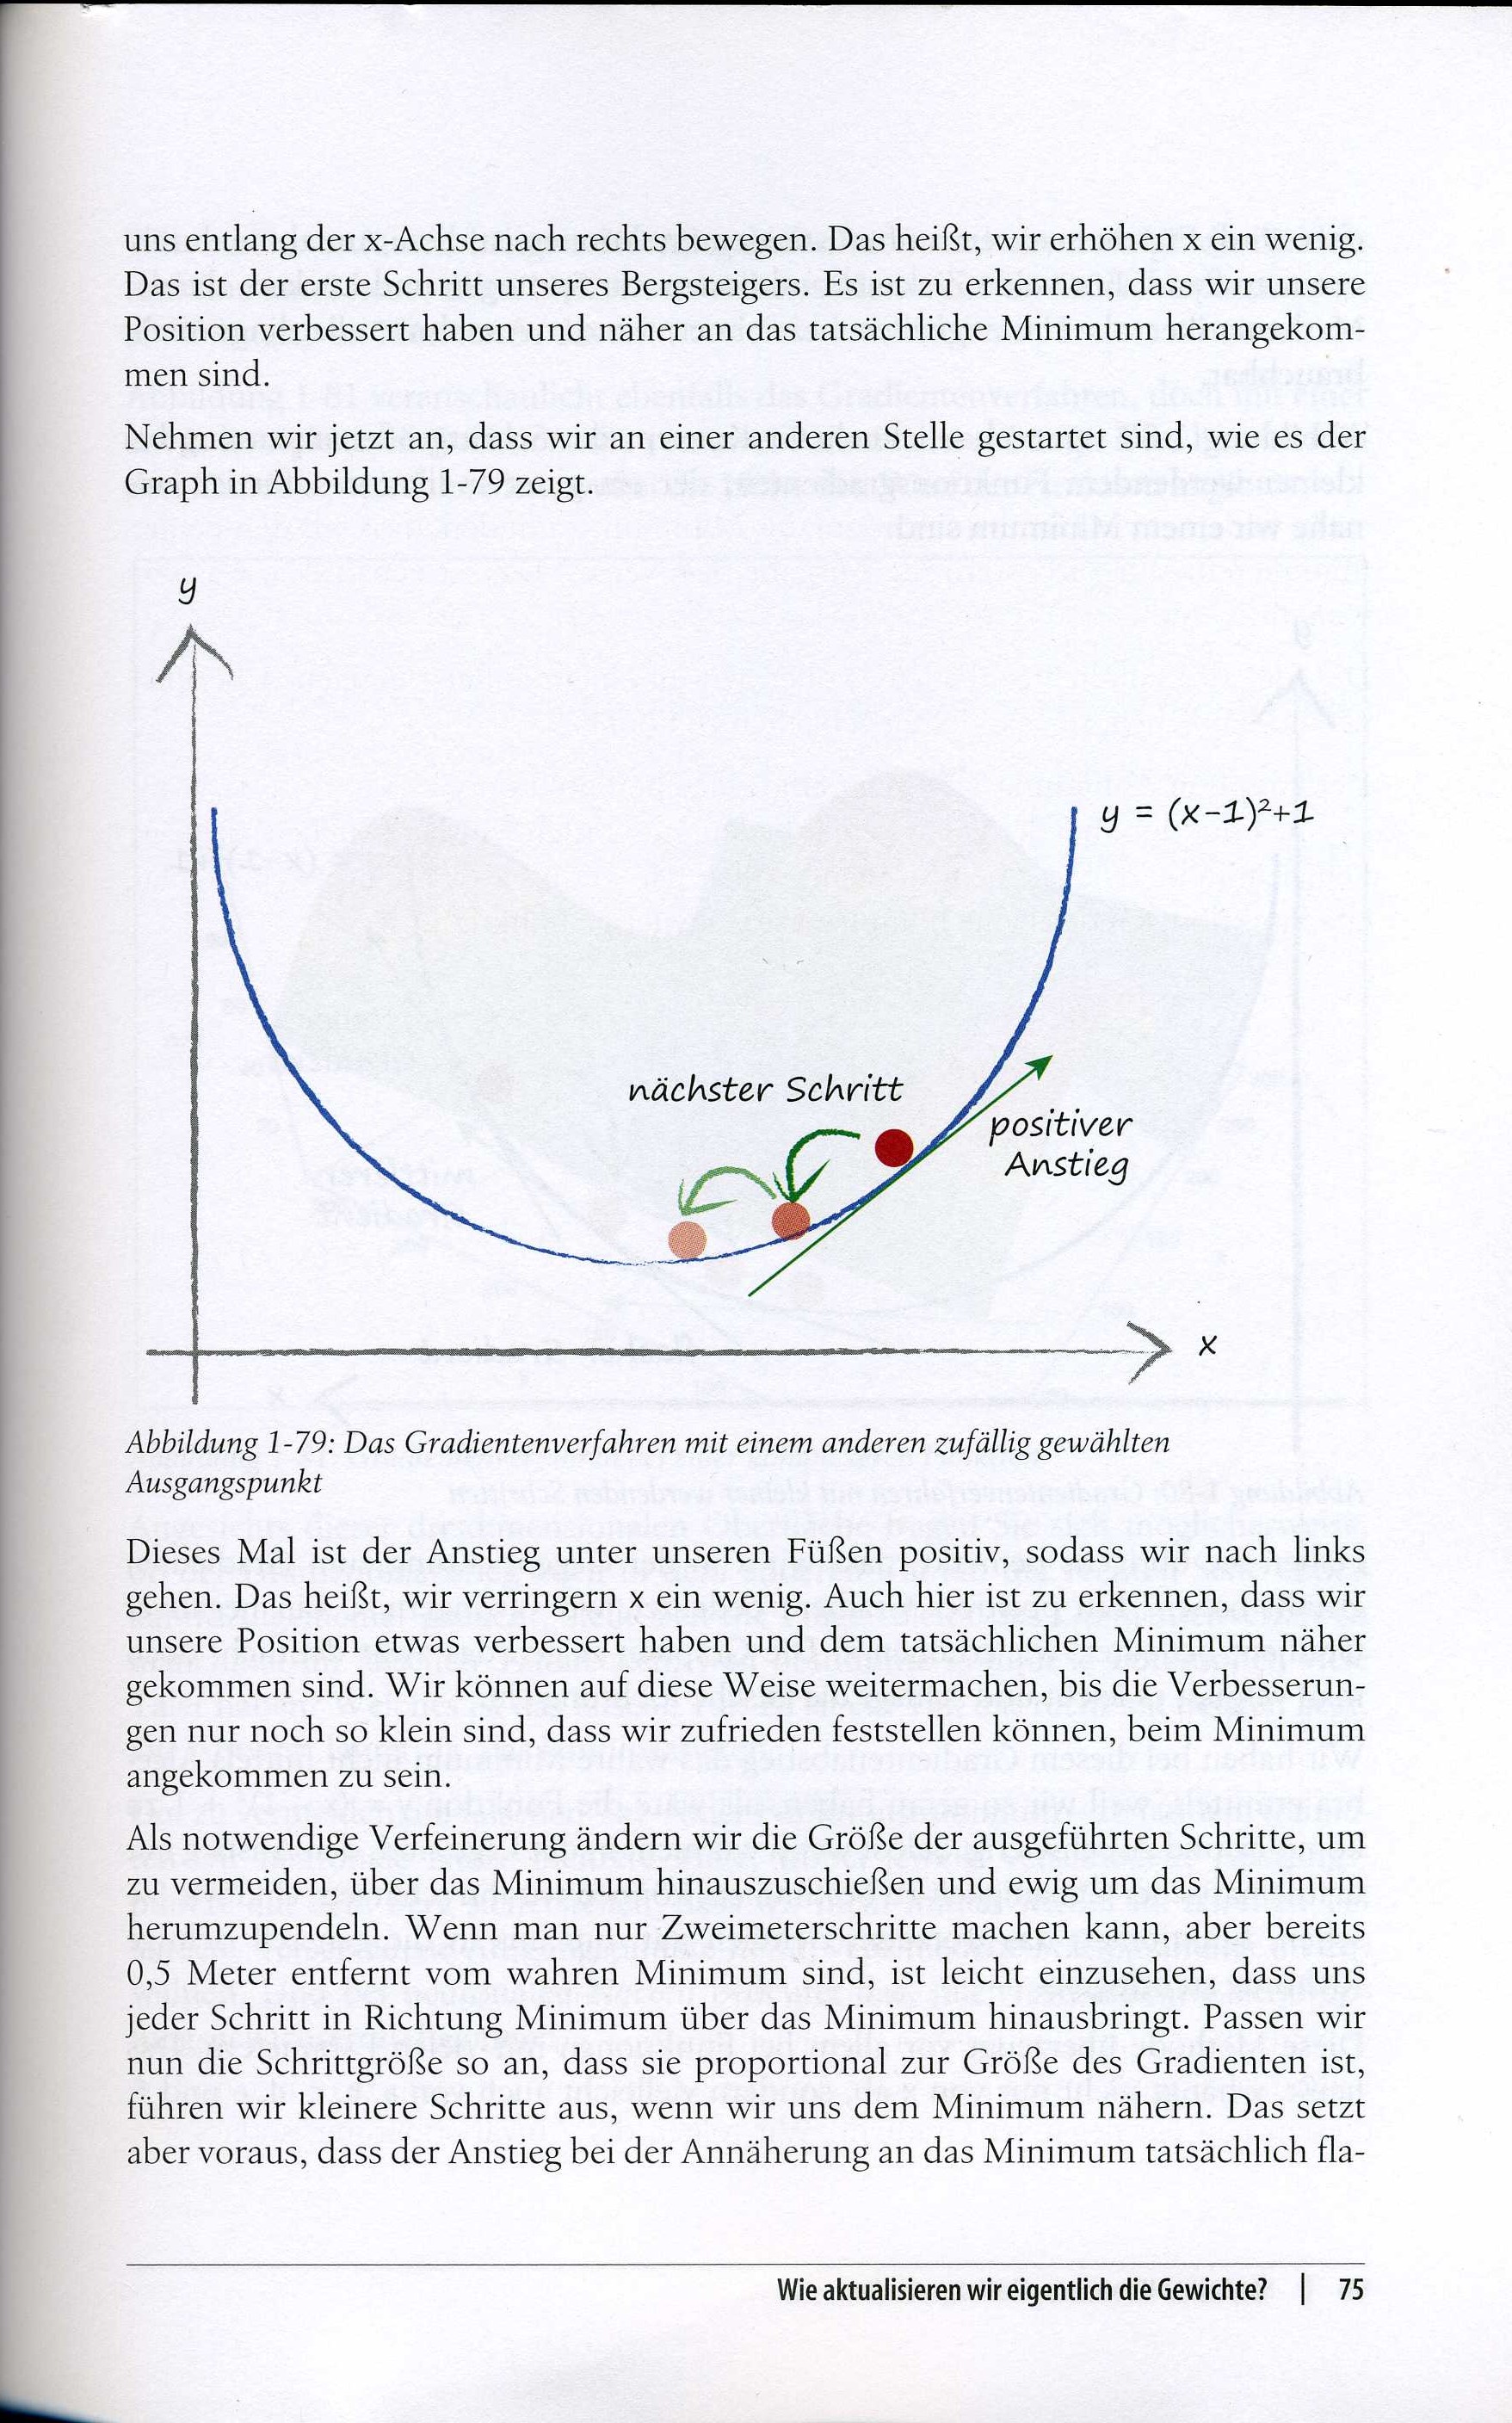 uns entlang der x-Achse nach rechts bewegen. Das heißt, wir erhöhen x ein wenig.
Das ist der erste Schritt unseres Bergsteigers. Es ist zu erkennen, dass wir unsere
Position verbessert haben und näher an das tatsächliche Minimum herangekom-
men sind.
Nehmen wir jetzt an, dass wir an einer anderen Stelle gestartet sind, wie es der
Graph in Abbildung 1-79 zeigt.
y
y = (x-1)²+1
nächster Schritt
positiver
Anstieg
x
Abbildung 1-79: Das Gradientenverfahren mit einem anderen zufällig gewählten
Ausgangspunkt
Dieses Mal ist der Anstieg unter unseren Füßen positiv, sodass wir nach links
gehen. Das heißt, wir verringern x ein wenig. Auch hier ist zu erkennen, dass wir
unsere Position etwas verbessert haben und dem tatsächlichen Minimum näher
gekommen sind. Wir können auf diese Weise weitermachen, bis die Verbesserun-
gen nur noch so klein sind, dass wir zufrieden feststellen können, beim Minimum
angekommen zu sein.
Als notwendige Verfeinerung ändern wir die Größe der ausgeführten Schritte, um
zu vermeiden, über das Minimum hinauszuschießen und ewig um das Minimum
herumzupendeln. Wenn man nur Zweimeterschritte machen kann, aber bereits
0,5 Meter entfernt vom wahren Minimum sind, ist leicht einzusehen, dass uns
jeder Schritt in Richtung Minimum über das Minimum hinausbringt. Passen wir
nun die Schrittgröße so an, dass sie proportional zur Größe des Gradienten ist,
führen wir kleinere Schritte aus, wenn wir uns dem Minimum nähern. Das setzt
aber voraus, dass der Anstieg bei der Annäherung an das Minimum tatsächlich fla-
Wie aktualisieren wir eigentlich die Gewichte? | 75